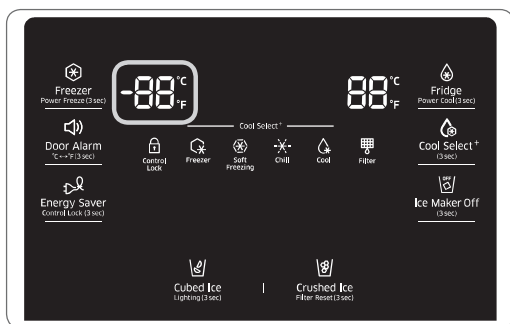 Freezer
Power Freeze(3 sec)
-88 °C °F
88 °C °F
Fridge
Power Cool(3 sec)
Cool Select+
Door Alarm
°C↔°F(3 sec)
Control
Lock
Freezer
Soft
Freezing
Chill
Cool
Filter
Cool Select+
(3 sec)
Energy Saver
Control Lock (3 sec)
OFF
Ice Maker Off
(3 sec)
Cubed Ice
Lighting(3 sec)
Crushed Ice
Filter Reset(3 sec)